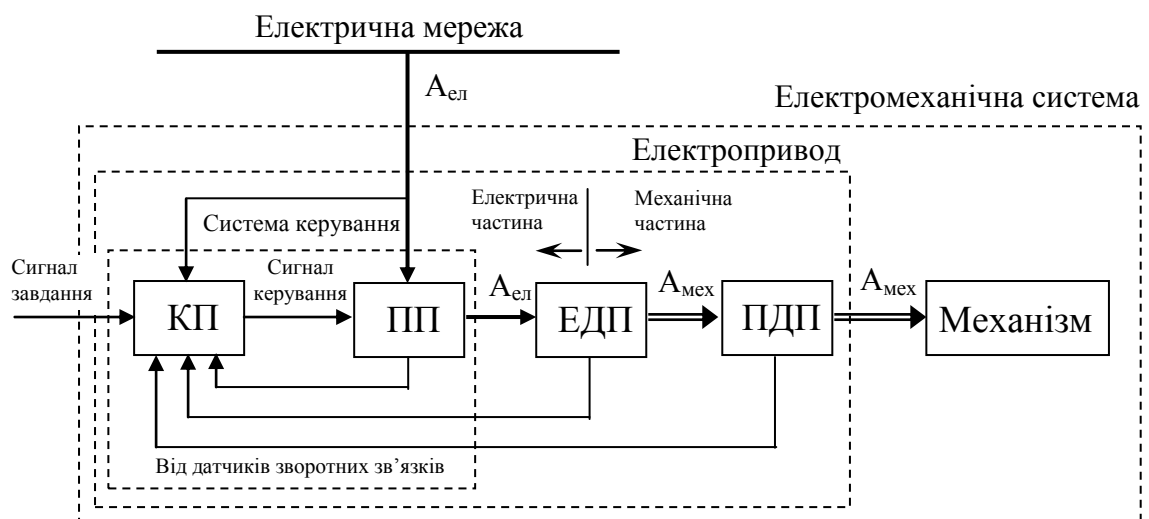 Електрична мережа
Аел
Електромеханічна система
Електропривод
Електрична
частина
Механічна
частина
Система керування
Сигнал
завдання
Сигнал
керування
КП
ПП
Аел
ЕДП
Амех
ПДП
Амех
Механізм
Від датчиків зворотних зв’язків